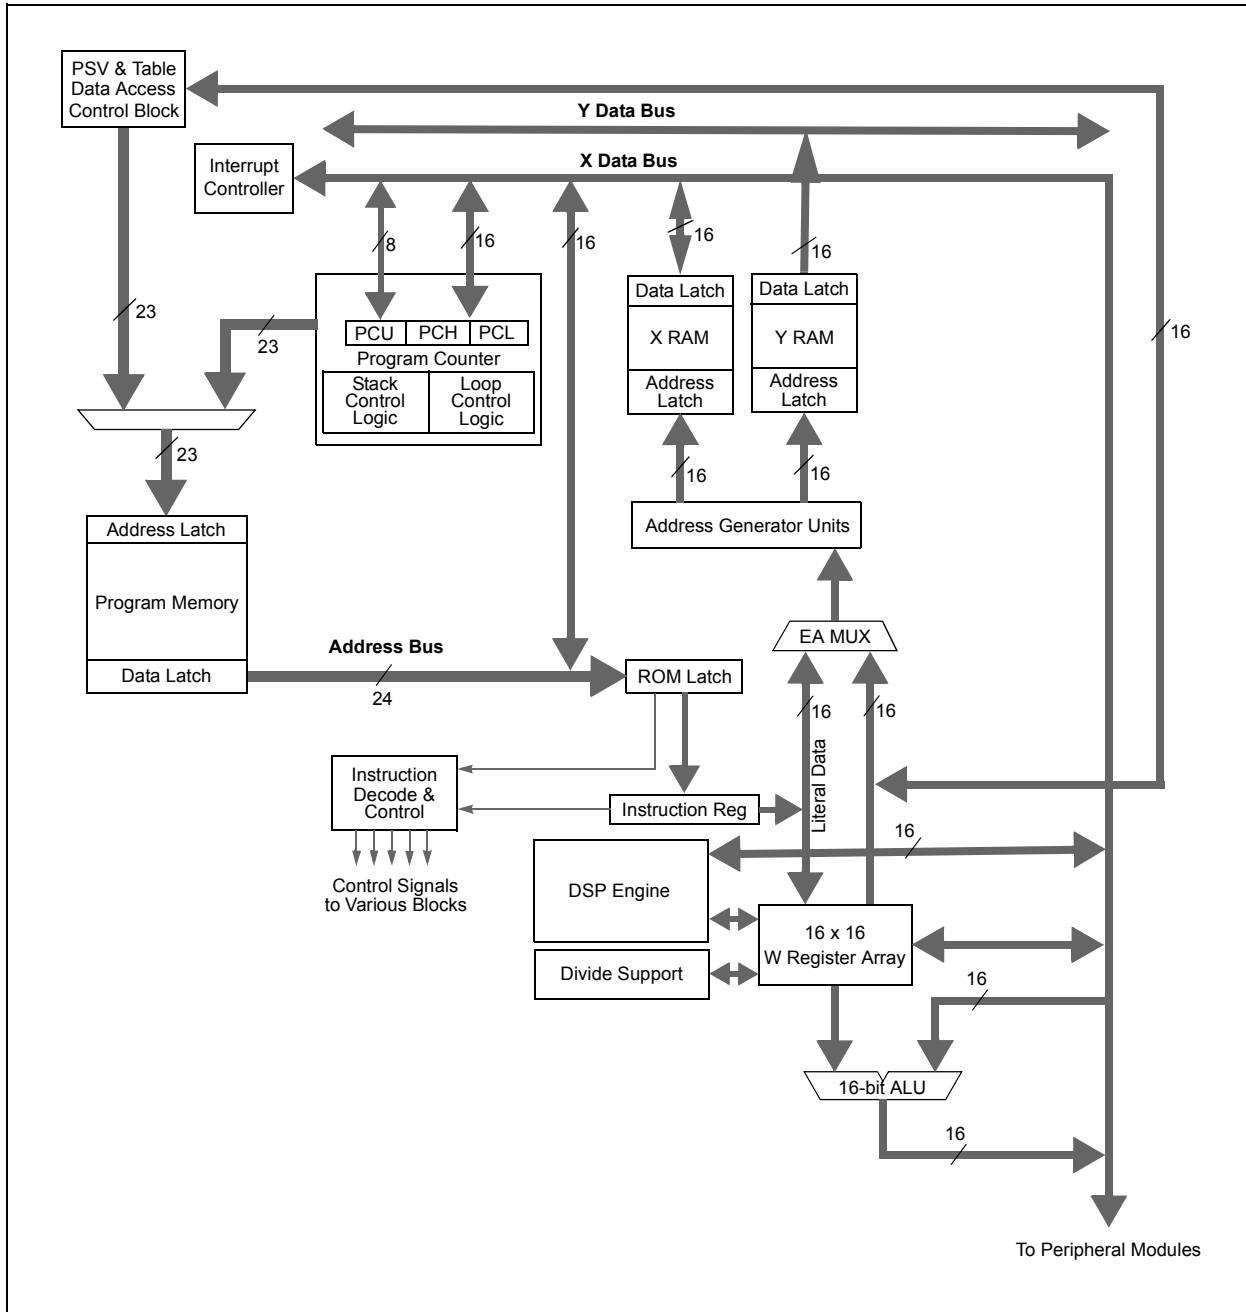 PSV & Table
Data Access
Control Block
Y Data Bus
X Data Bus
Interrupt
Controller
8
16
16
16
16
23
23
16
PCU
PCH
PCL
Program Counter
Stack
Control
Logic
Loop
Control
Logic
Data Latch
X RAM
Address
Latch
Data Latch
Y RAM
Address
Latch
23
16
16
Address Generator Units
Address Latch
Program Memory
Data Latch
Address Bus
24
ROM Latch
EA MUX
16
16
Literal Data
Instruction
Decode &
Control
Instruction Reg
Control Signals
to Various Blocks
16
DSP Engine
16 x 16
W Register Array
Divide Support
16
16-bit ALU
16
To Peripheral Modules